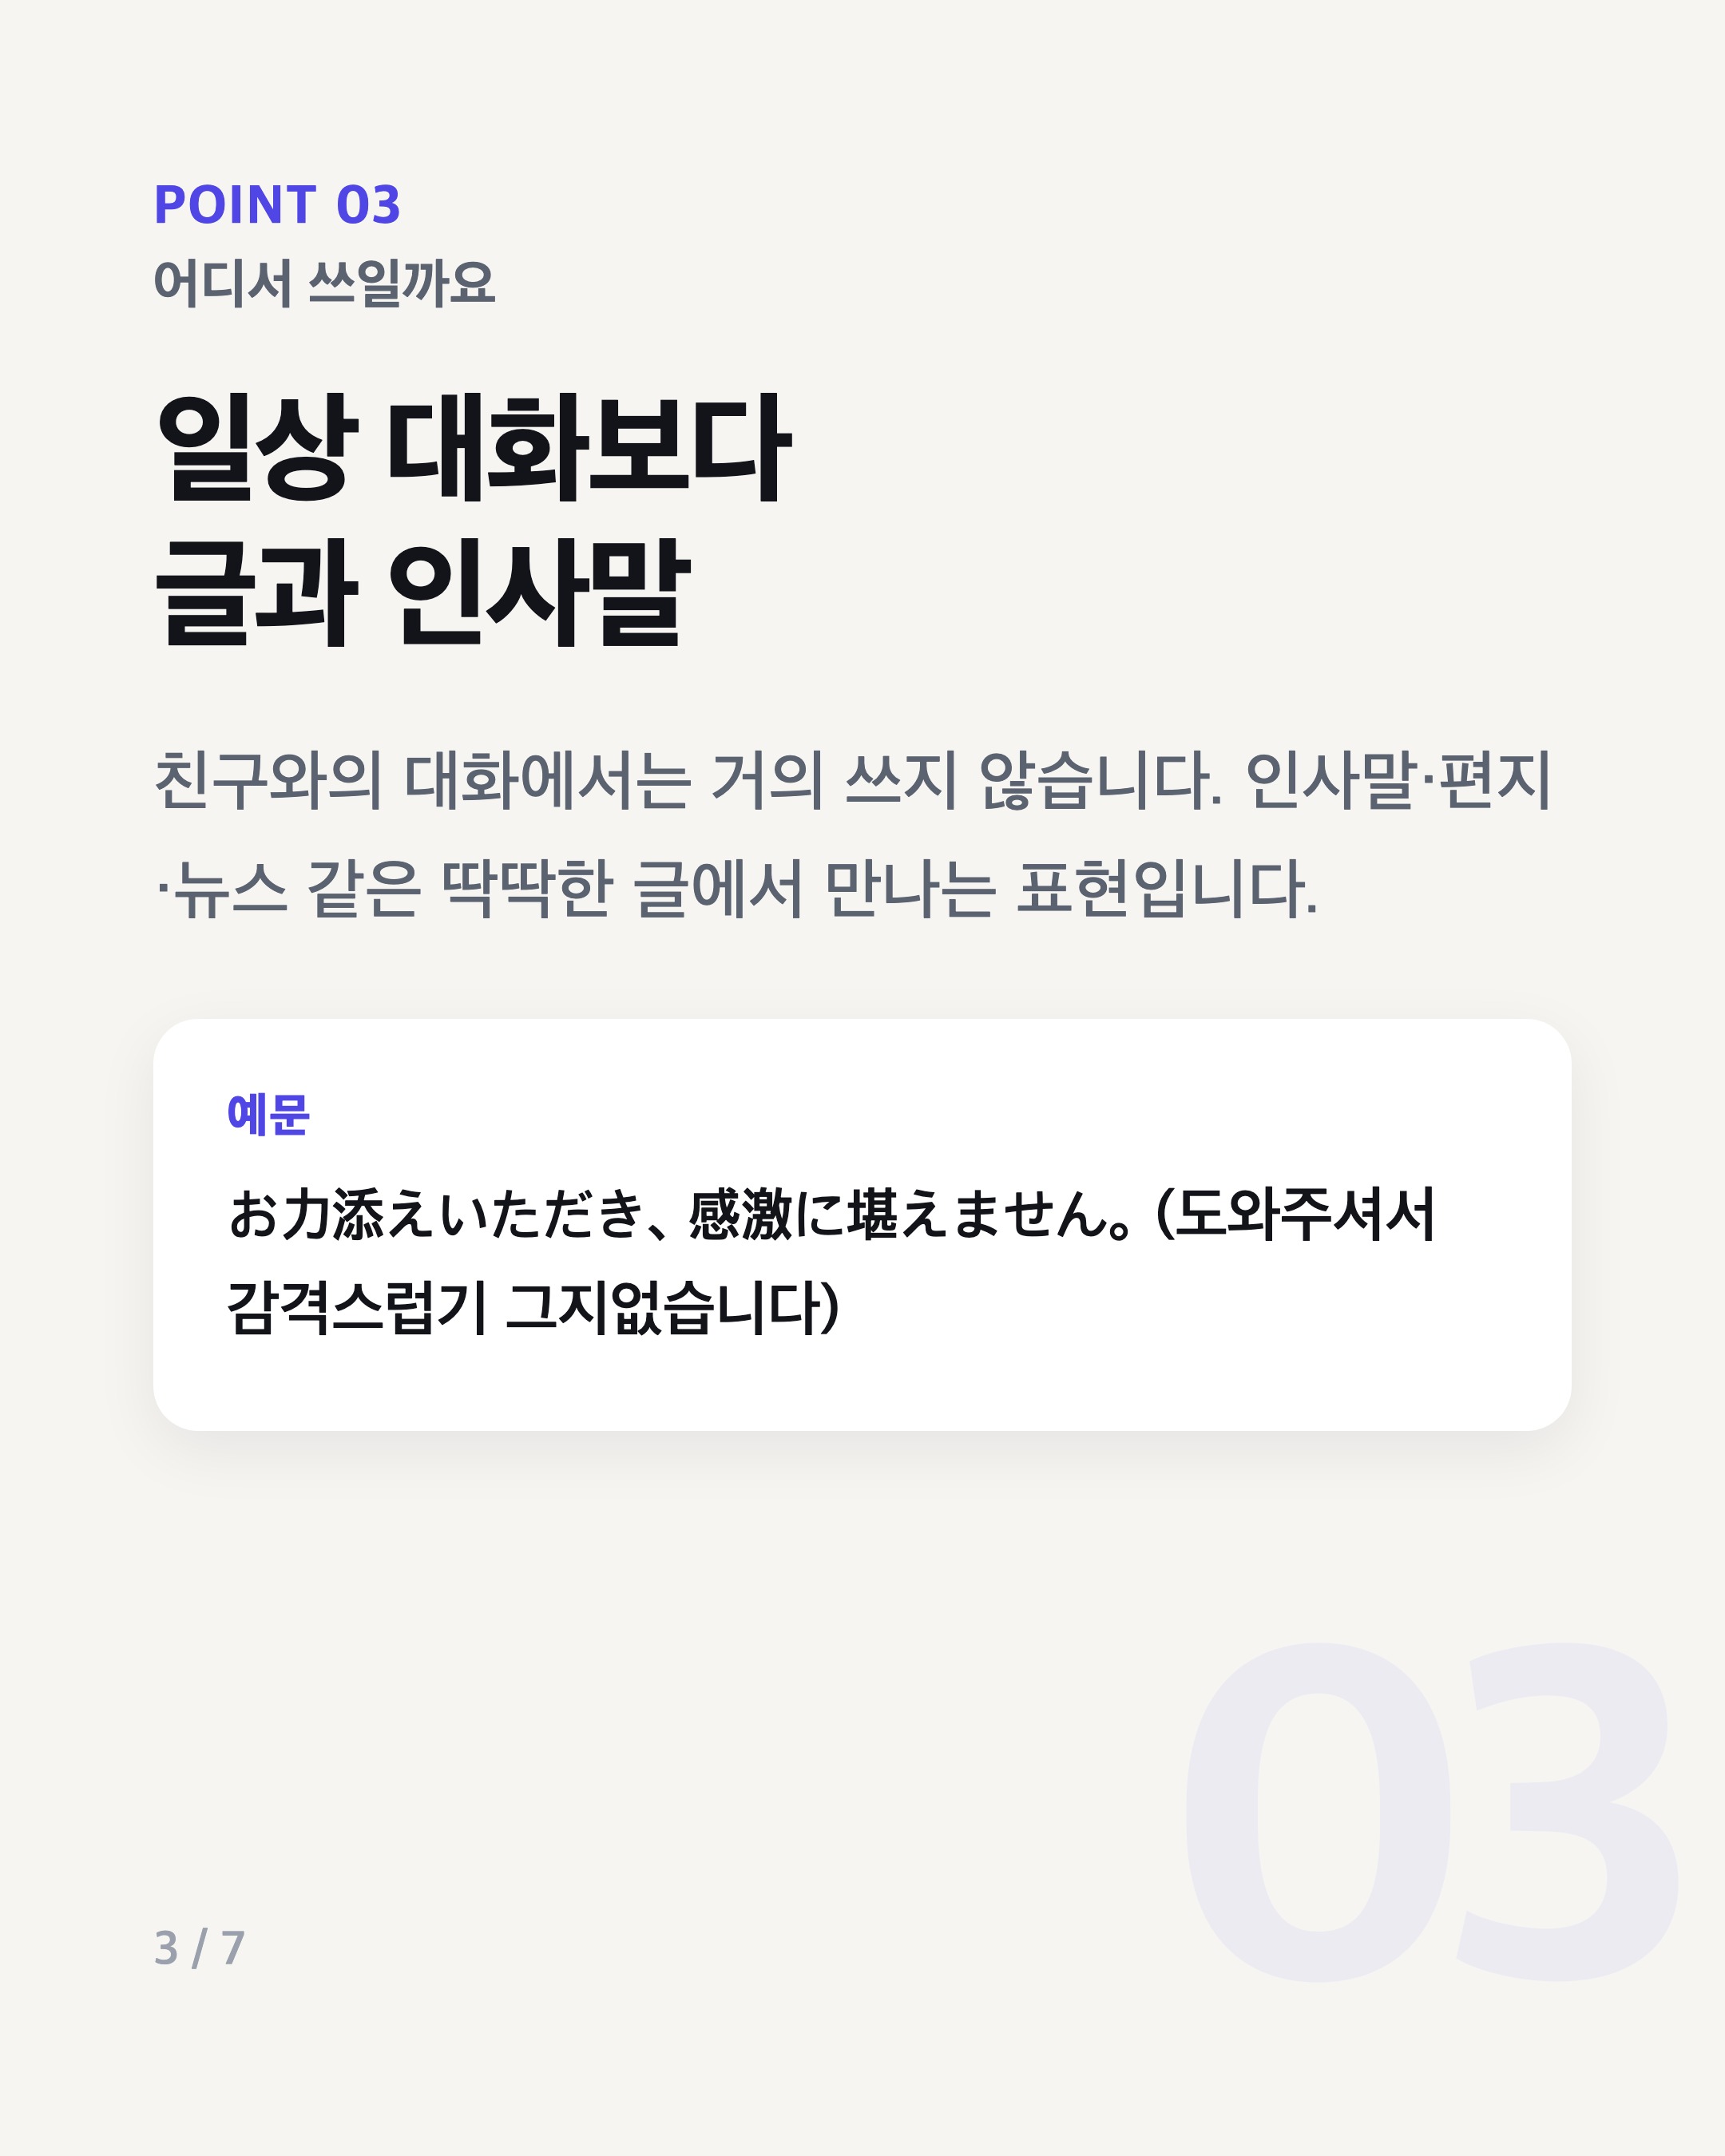 POINT 03
어디서 쓰일까요
일상 대화보다
글과 인사말
친구와의 대화에서는 거의 쓰지 않습니다. 인사말·편지
·뉴스 같은 딱딱한 글에서 만나는 표현입니다.
예문
お力添えいただき、感激に堪えません。(도와주셔서
감격스럽기 그지없습니다)
03
3 / 7